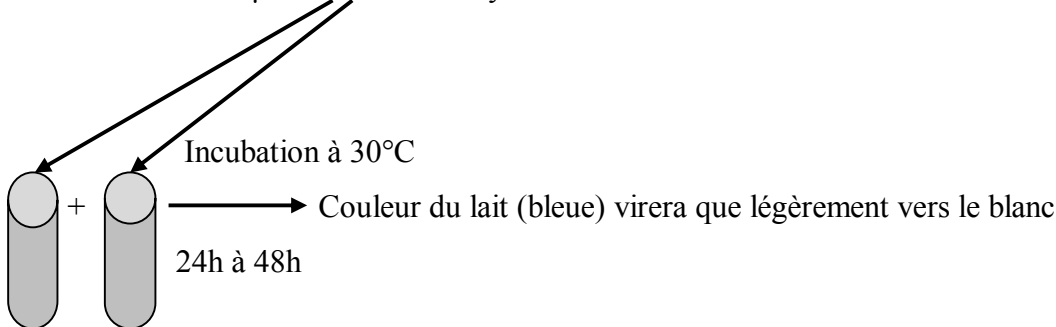 Incubation à 30°C
+
Couleur du lait (bleue) virera que légèrement vers le blanc
24h à 48h